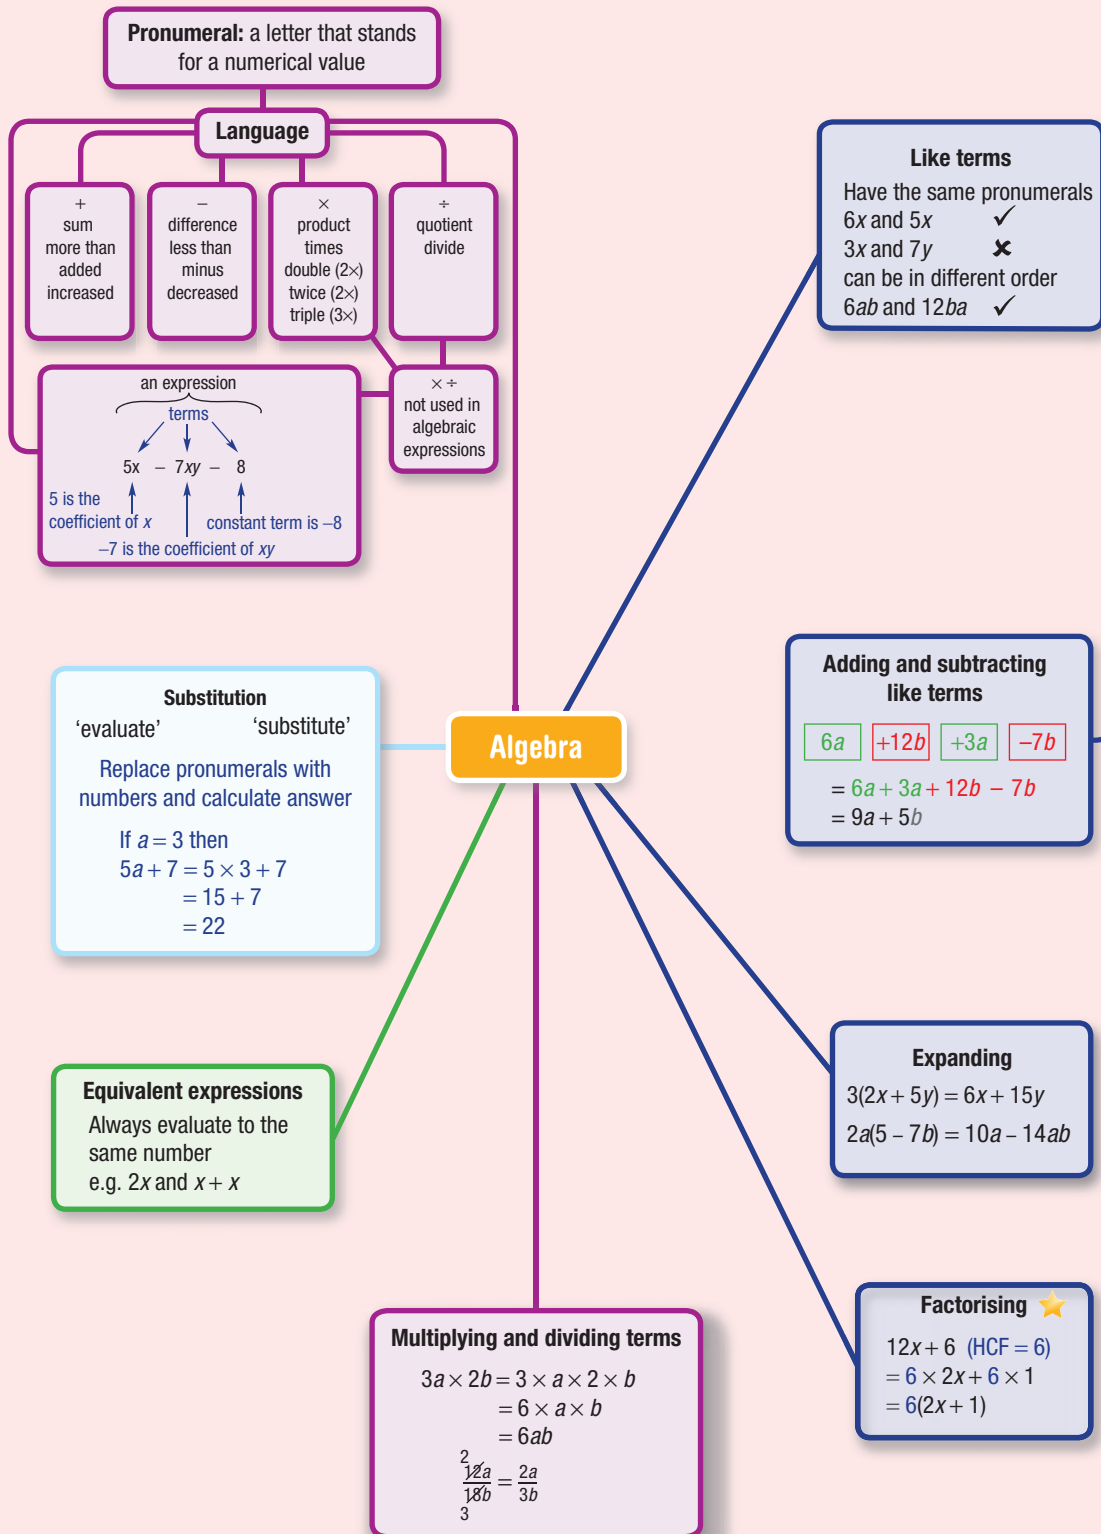 Pronumeral: a letter that stands
for a numerical value
Language
+
sum
more than
added
increased
−
difference
less than
minus
decreased
×
product
times
double (2×)
twice (2×)
triple (3×)
÷
quotient
divide
an expression
terms
5x − 7xy − 8
5 is the
coefficient of x
constant term is −8
−7 is the coefficient of xy
× ÷
not used in
algebraic
expressions
Like terms
Have the same pronumerals
6x and 5x ✓
3x and 7y ✘
can be in different order
6ab and 12ba ✓
Substitution
'evaluate' 'substitute'
Replace pronumerals with
numbers and calculate answer
If a = 3 then
5a + 7 = 5 × 3 + 7
= 15 + 7
= 22
Algebra
Adding and subtracting
like terms
6a +12b +3a −7b
= 6a + 3a + 12b − 7b
= 9a + 5b
Equivalent expressions
Always evaluate to the
same number
e.g. 2x and x + x
Expanding
3(2x + 5y) = 6x + 15y
2a(5 − 7b) = 10a − 14ab
Multiplying and dividing terms
3a × 2b = 3 × a × 2 × b
= 6 × a × b
= 6ab
2
12a/18b = 2a/3b
3
Factorising
12x + 6 (HCF = 6)
= 6 × 2x + 6 × 1
= 6(2x + 1)